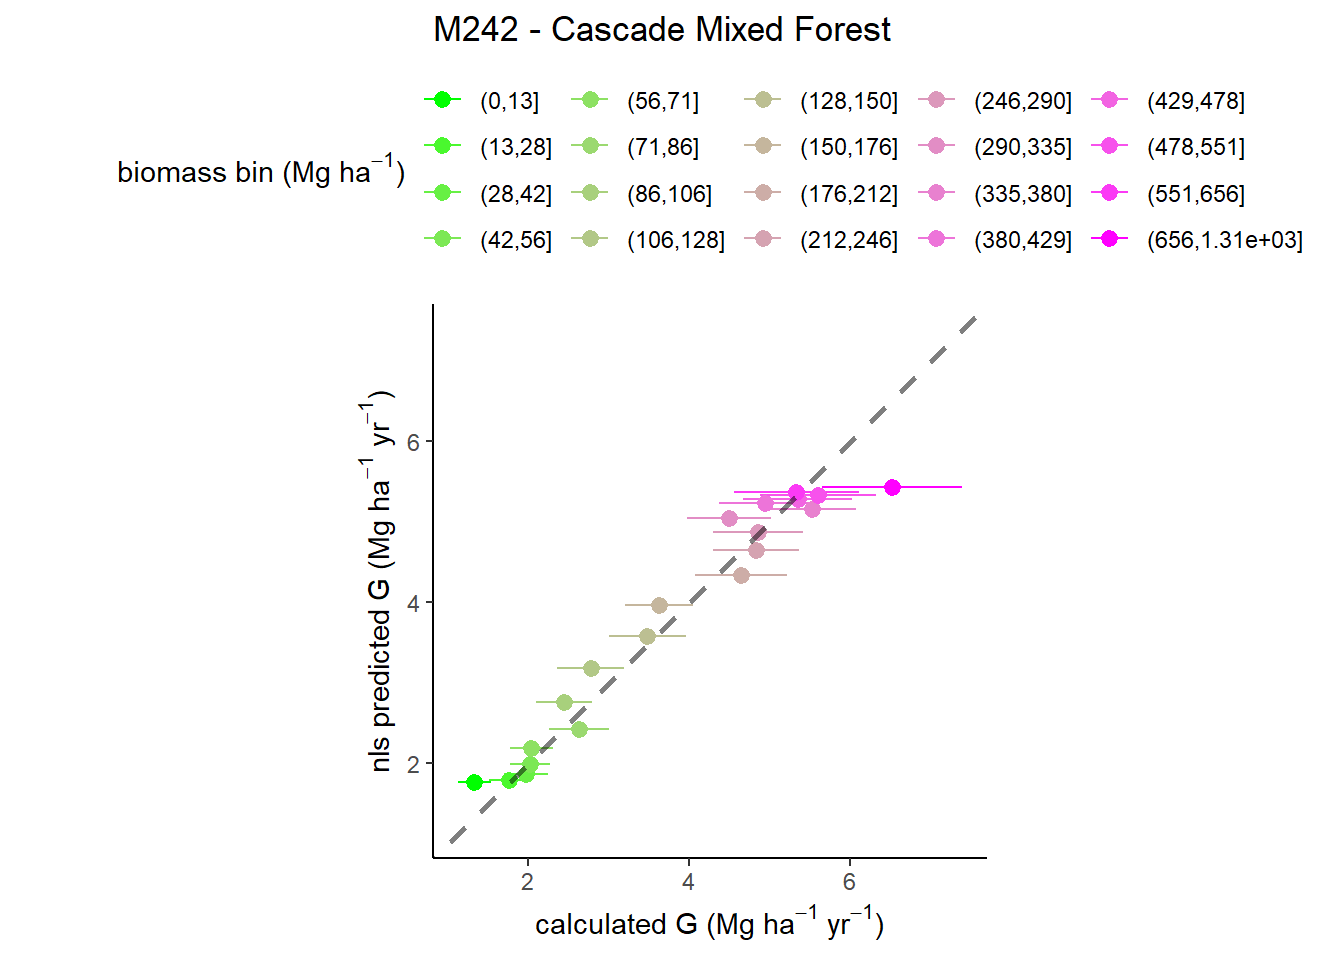 M242 - Cascade Mixed Forest
biomass bin (Mg ha⁻¹)
(0,13] (56,71] (128,150] (246,290] (429,478]
(13,28] (71,86] (150,176] (290,335] (478,551]
(28,42] (86,106] (176,212] (335,380] (551,656]
(42,56] (106,128] (212,246] (380,429] (656,1.31e+03]
nls predicted G (Mg ha⁻¹ yr⁻¹)
6
4
2
2 4 6
calculated G (Mg ha⁻¹ yr⁻¹)